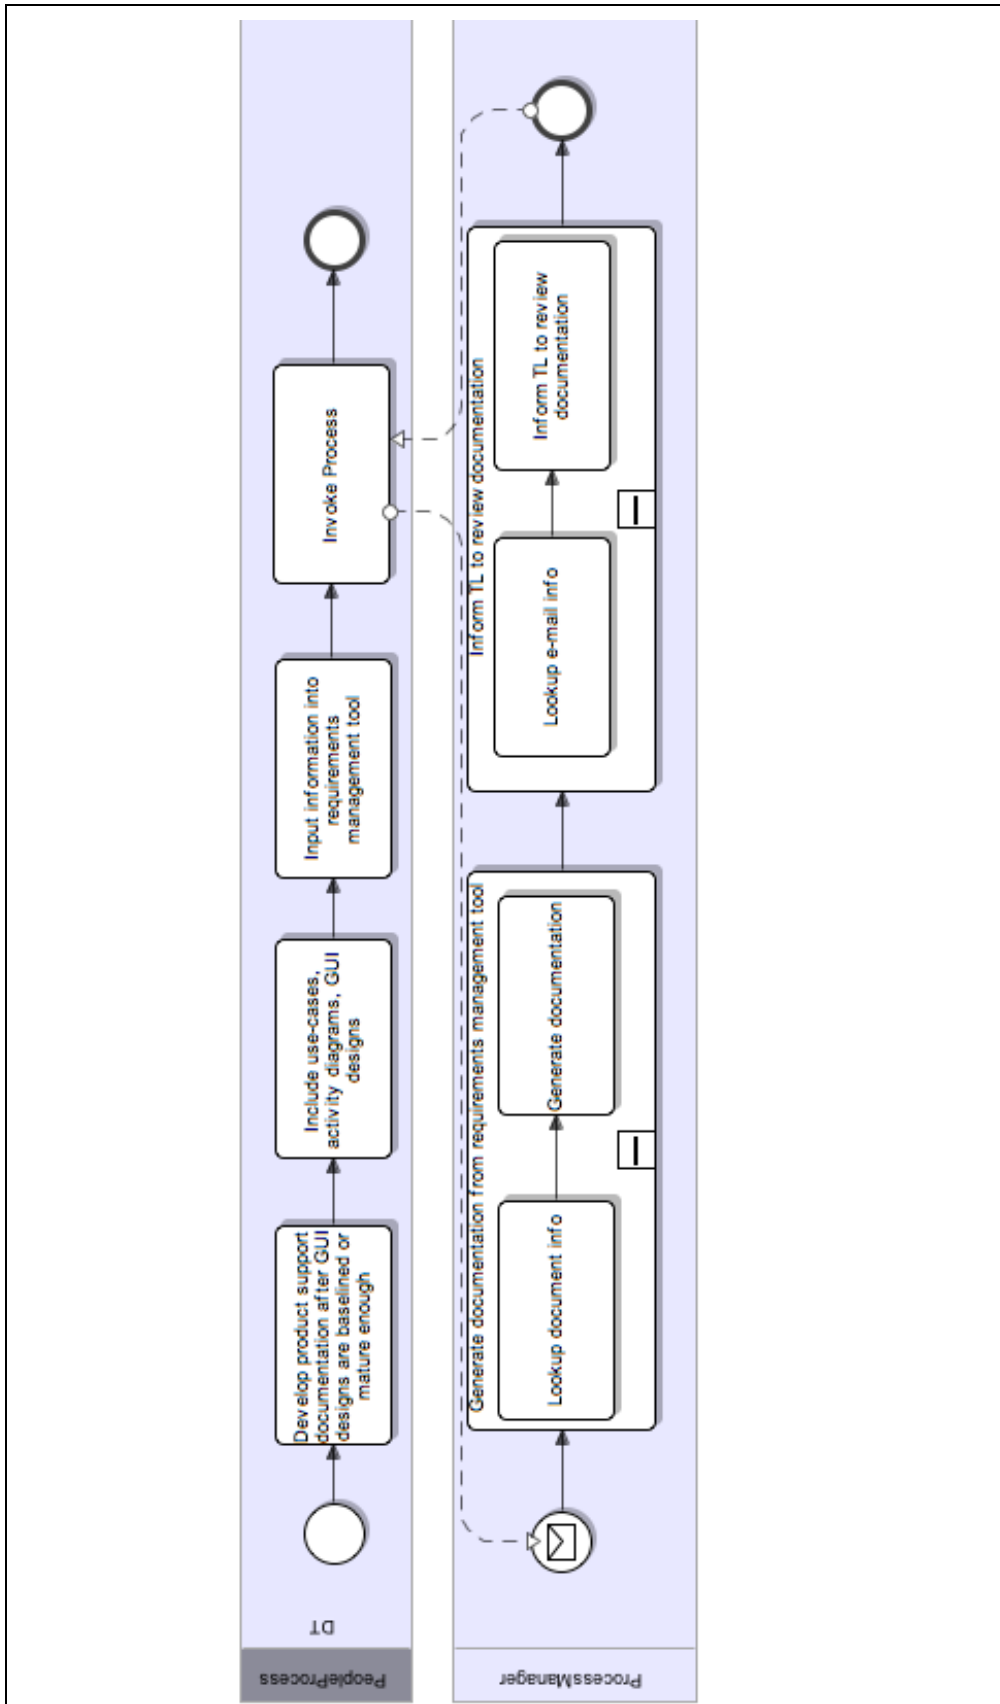 PeopleProcess
DT
Develop product support
documentation after GUI
designs are baselined or
mature enough
Include use-cases,
activity diagrams, GUI
designs
Input information into
requirements
management tool
Invoke Process
ProcessManager
Generate documentation from requirements management tool
Lookup document info
Generate documentation
Inform TL to review documentation
Lookup e-mail info
Inform TL to review
documentation